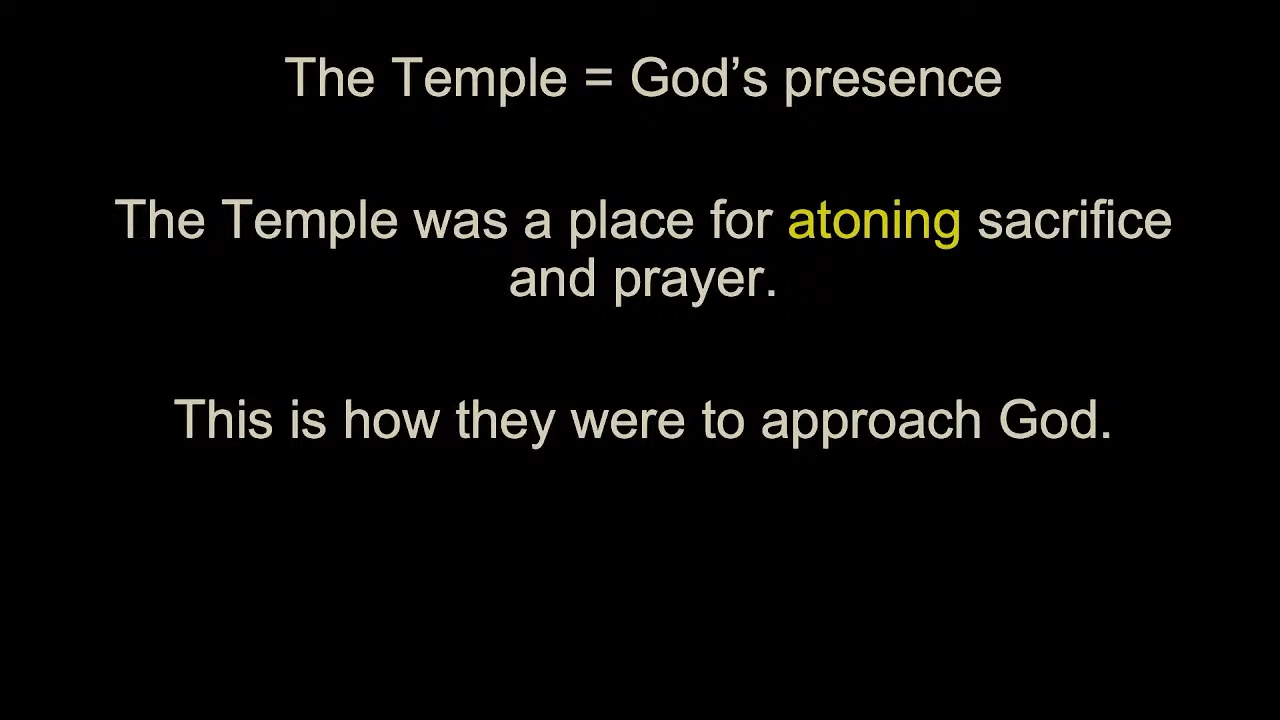 The Temple = God’s presence
The Temple was a place for atoning sacrifice
and prayer.
This is how they were to approach God.